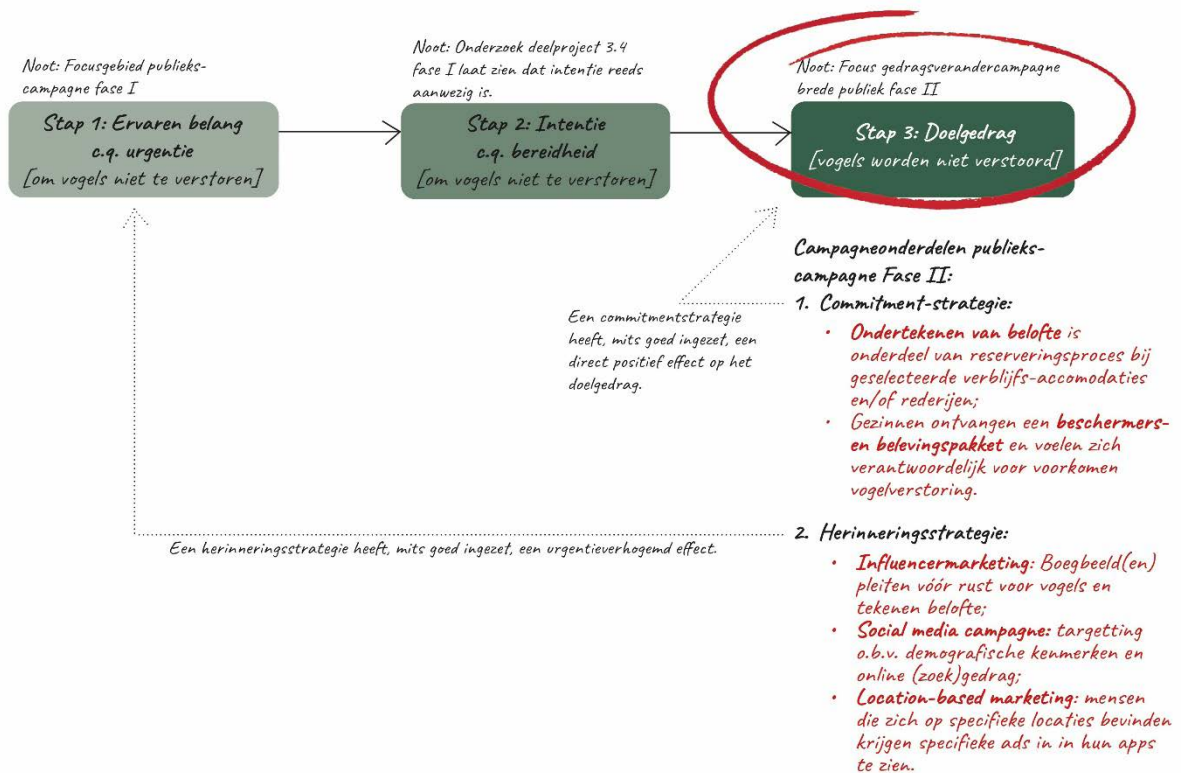 Noot: Focusgebied publieks-
campagne fase I
Stap 1: Ervaren belang
c.q. urgentie
[om vogels niet te verstoren]
Noot: Onderzoek deelproject 3.4
fase I laat zien dat intentie reeds
aanwezig is.
Stap 2: Intentie
c.q. bereidheid
[om vogels niet te verstoren]
Noot: Focus gedragsverandercampagne
brede publiek fase II
Stap 3: Doelgedrag
[vogels worden niet verstoord]
Een commitmentstrategie
heeft, mits goed ingezet, een
direct positief effect op het
doelgedrag.
Campagneonderdelen publieks-
campagne Fase II:
1. Commitment-strategie:
• Ondertekenen van belofte is
onderdeel van reserveringsproces bij
geselecteerde verblijfs-accomodaties
en/of rederijen;
• Gezinnen ontvangen een beschermers-
en belevingspakket en voelen zich
verantwoordelijk voor voorkomen
vogelverstoring.
Een herinneringsstrategie heeft, mits goed ingezet, een urgentieverhogemd effect.
2. Herinneringsstrategie:
• Influencermarketing: Boegbeeld(en)
pleiten vóór rust voor vogels en
tekenen belofte;
• Social media campagne: targetting
o.b.v. demografische kenmerken en
online (zoek)gedrag;
• Location-based marketing: mensen
die zich op specifieke locaties bevinden
krijgen specifieke ads in in hun apps
te zien.